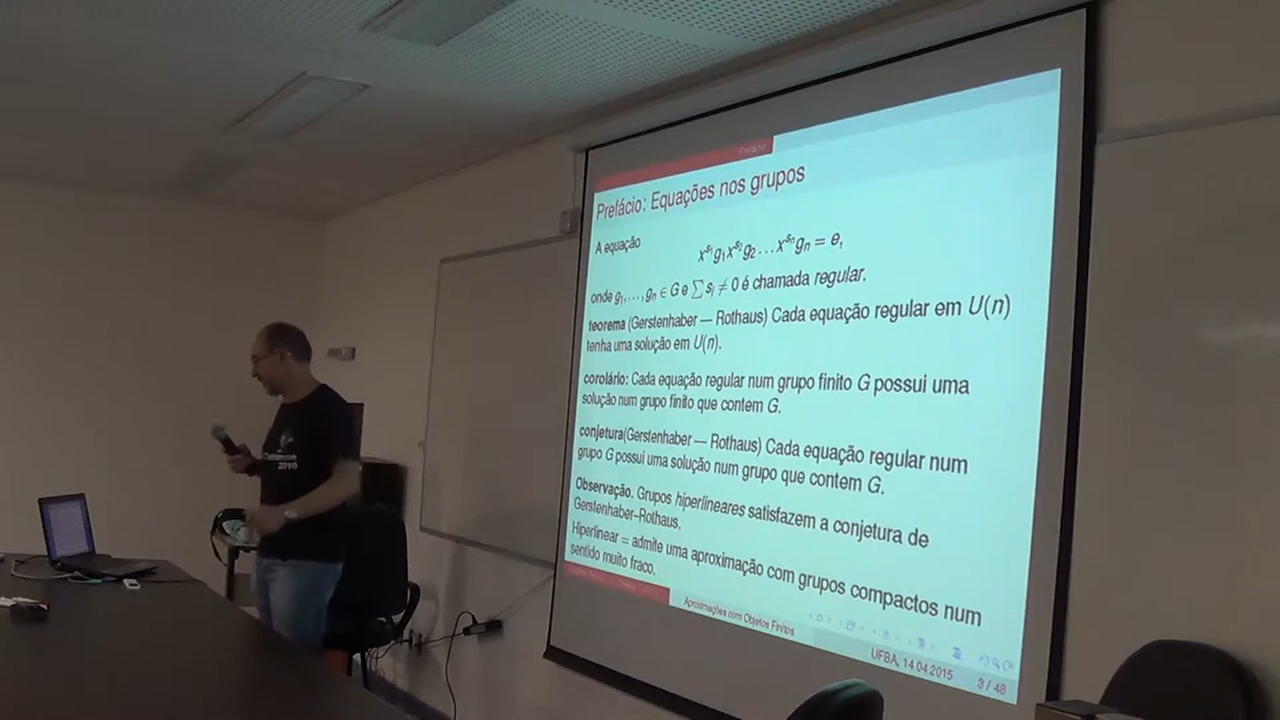 Prefácio
Prefácio: Equações nos grupos
A equação
x^{s_1}g_1x^{s_2}g_2…x^{s_n}g_n = e,
onde g_1,…,g_n ∈ G e ∑ s_i ≠ 0 é chamada regular.
teorema (Gerstenhaber — Rothaus) Cada equação regular em U(n)
tenha uma solução em U(n).
corolário: Cada equação regular num grupo finito G possui uma
solução num grupo finito que contem G.
conjetura(Gerstenhaber — Rothaus) Cada equação regular num
grupo G possui uma solução num grupo que contem G.
Observação. Grupos hiperlineares satisfazem a conjetura de
Gerstenhaber–Rothaus.
Hiperlinear = admite uma aproximação com grupos compactos num
sentido muito fraco.
Aproximações com Objetos Finitos
UFBA, 14.04.2015
3 / 48
2010